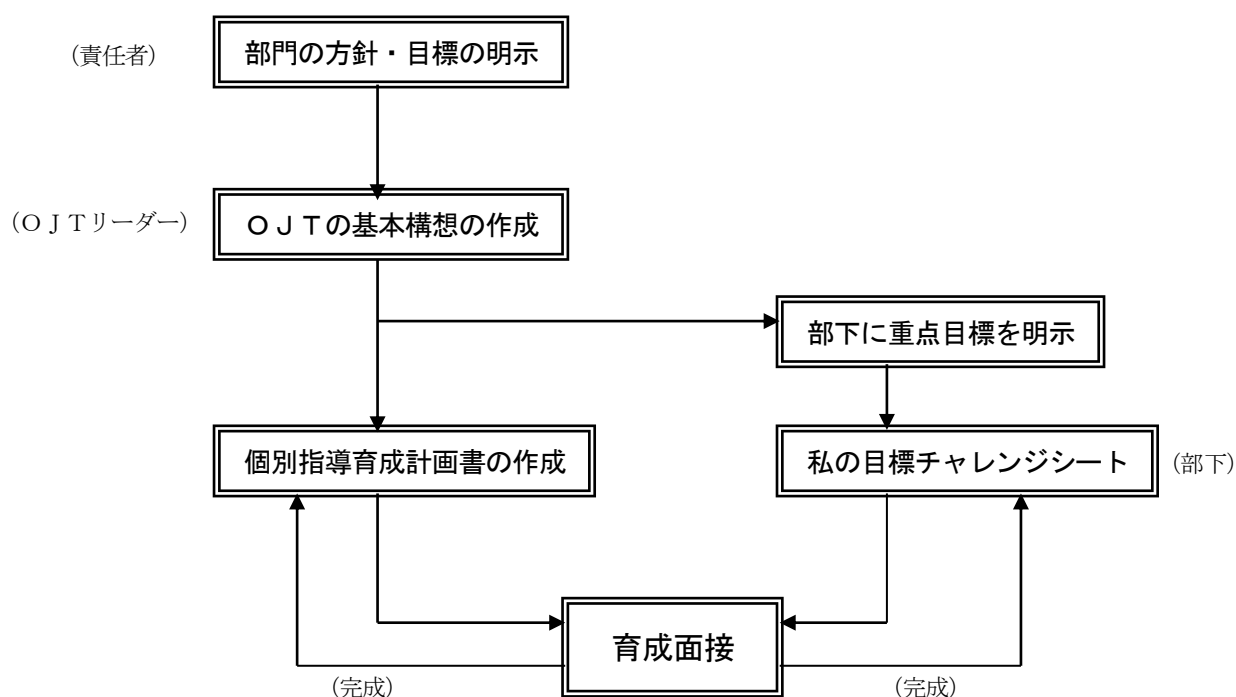 (責任者)
部門の方針・目標の明示
(OJTリーダー)
OJTの基本構想の作成
部下に重点目標を明示
個別指導育成計画書の作成
私の目標チャレンジシート
(部下)
育成面接
(完成)
(完成)